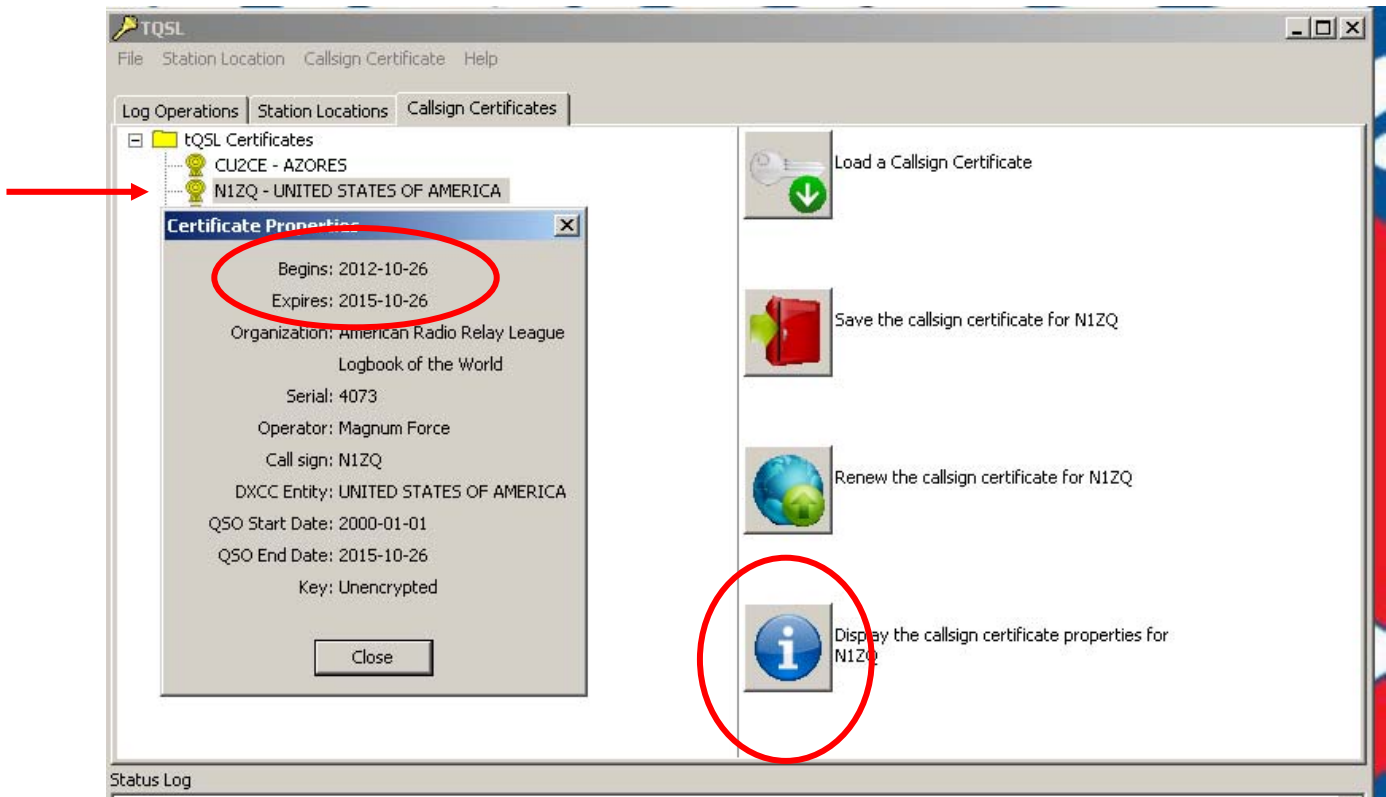 TQSL
File Station Location Callsign Certificate Help
Log Operations Station Locations Callsign Certificates
tQSL Certificates
CU2CE - AZORES
N1ZQ - UNITED STATES OF AMERICA
Certificate Properties
Begins: 2012-10-26
Expires: 2015-10-26
Organization: American Radio Relay League
Logbook of the World
Serial: 4073
Operator: Magnum Force
Call sign: N1ZQ
DXCC Entity: UNITED STATES OF AMERICA
QSO Start Date: 2000-01-01
QSO End Date: 2015-10-26
Key: Unencrypted
Close
Load a Callsign Certificate
Save the callsign certificate for N1ZQ
Renew the callsign certificate for N1ZQ
Display the callsign certificate properties for
N1ZQ
Status Log